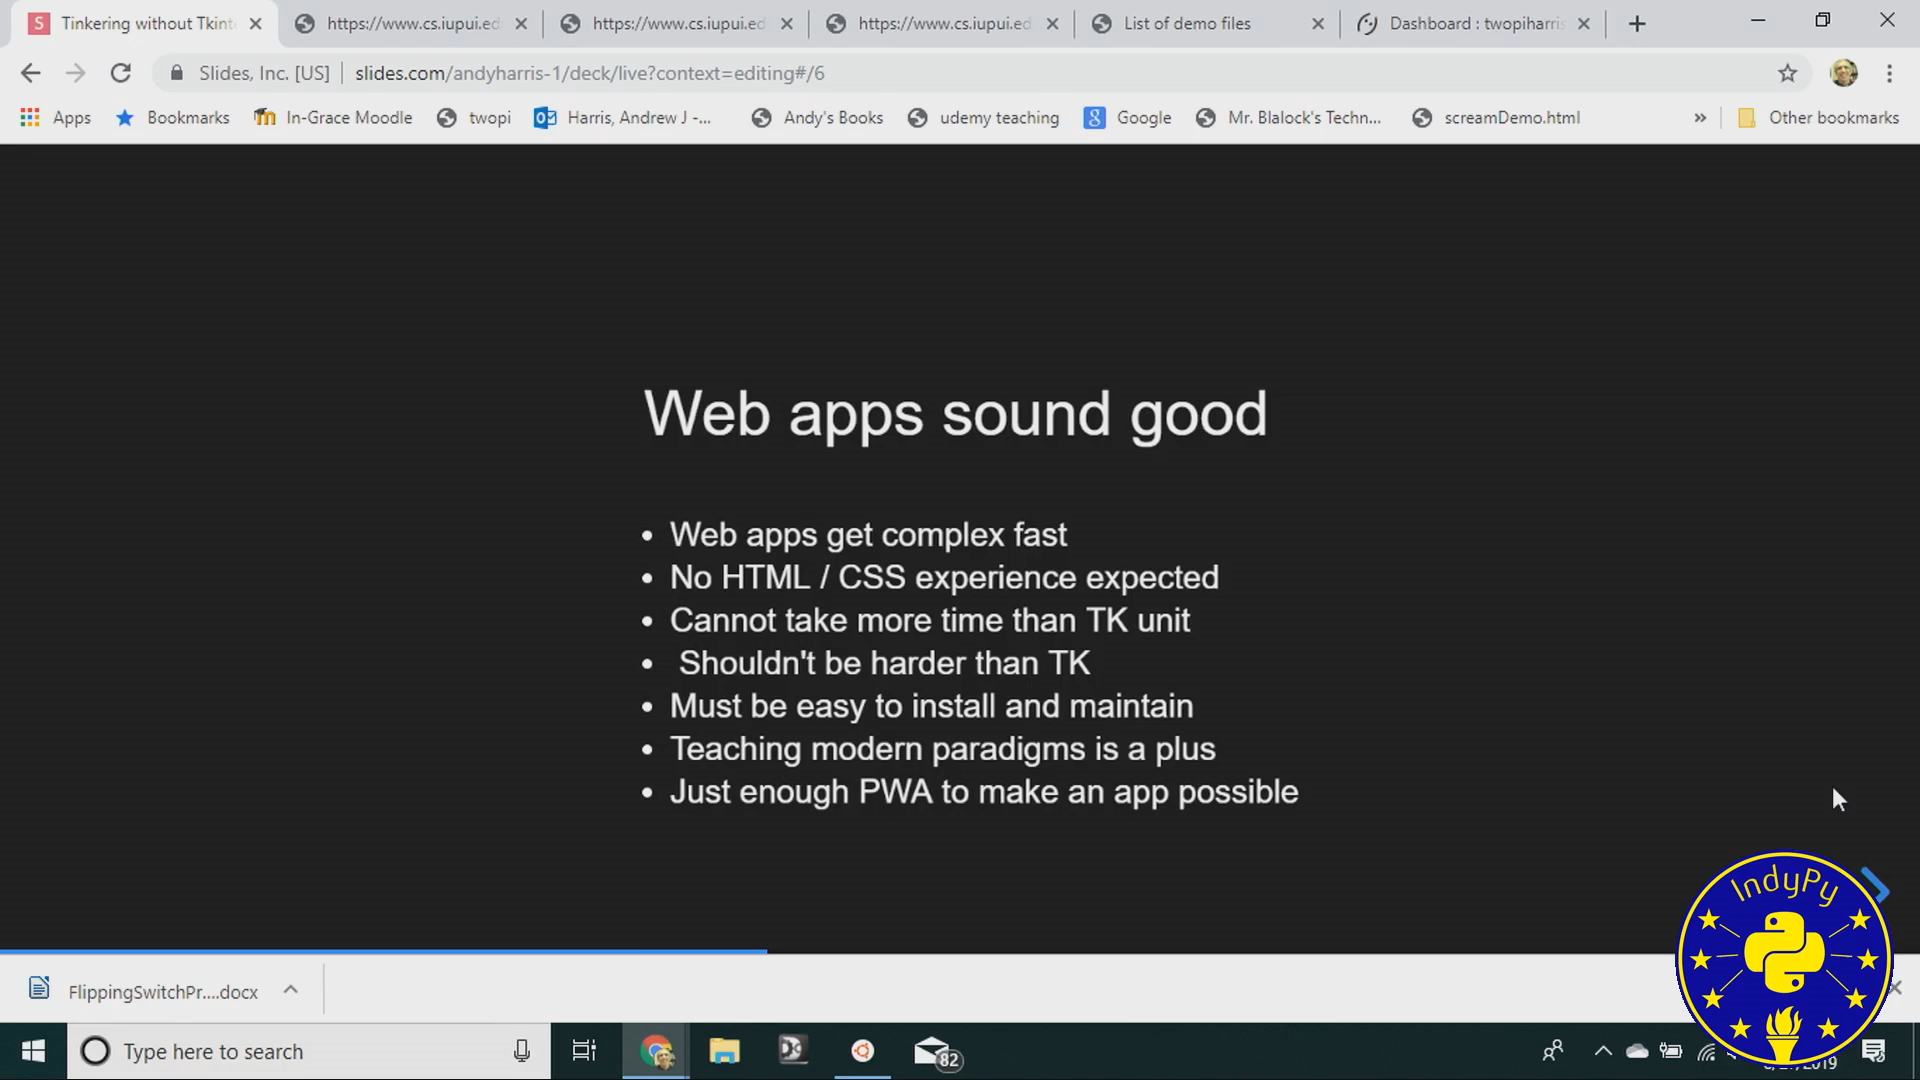 Tinkering without Tkint
https://www.cs.iupui.ed
https://www.cs.iupui.ed
https://www.cs.iupui.ed
List of demo files
Dashboard : twopiharris
Slides, Inc. [US]
slides.com/andyharris-1/deck/live?context=editing#/6
Apps
Bookmarks
In-Grace Moodle
twopi
Harris, Andrew J -...
Andy's Books
udemy teaching
Google
Mr. Blalock's Techn...
screamDemo.html
»
Other bookmarks
Web apps sound good
• Web apps get complex fast
• No HTML / CSS experience expected
• Cannot take more time than TK unit
• Shouldn't be harder than TK
• Must be easy to install and maintain
• Teaching modern paradigms is a plus
• Just enough PWA to make an app possible
IndyPy
FlippingSwitchPr....docx
Type here to search
82